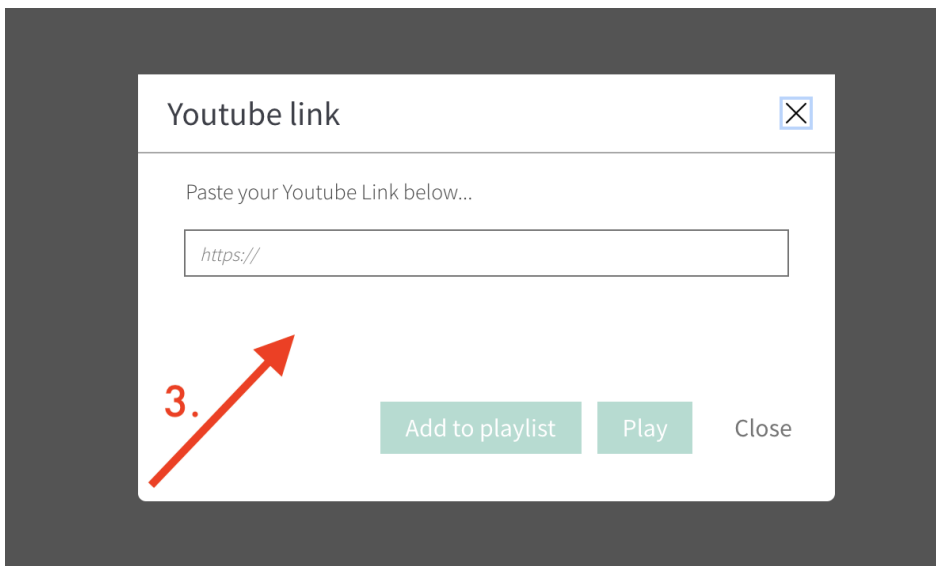 Youtube link
Paste your Youtube Link below...
https://
3.
Add to playlist Play Close